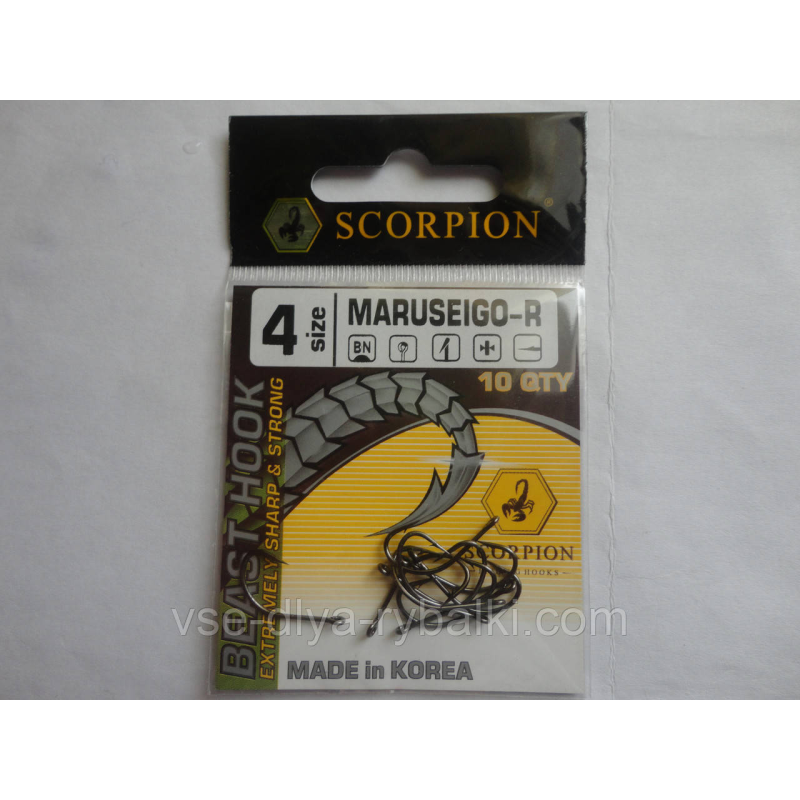 SCORPION®
4 size
MARUSEIGO-R
BN
10 QTY
BEAST HOOK
EXTREMELY SHARP & STRONG
SCORPION
HOOKS
vse-dlya-rybalki.com
MADE in KOREA